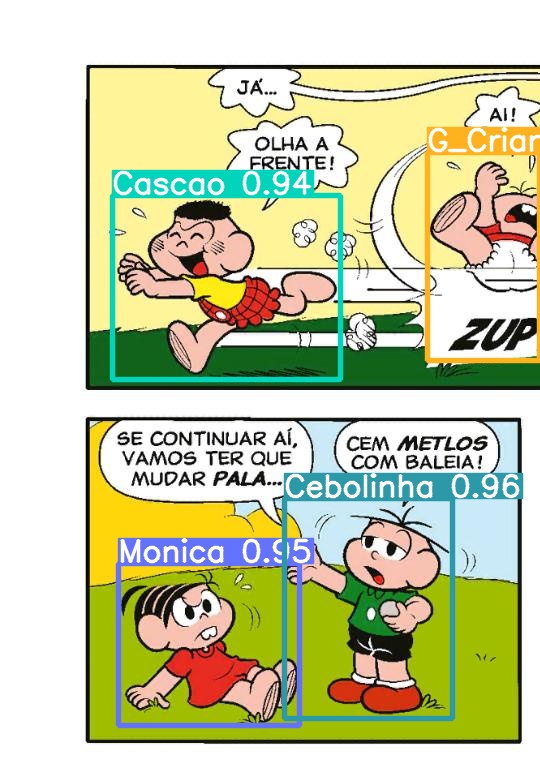 JÁ...
AI!
OLHA A
FRENTE!
Cascao 0.94
G_Crian
ZUP
SE CONTINUAR AÍ,
VAMOS TER QUE
MUDAR PALA...
CEM METLOS
COM BALEIA!
Cebolinha 0.96
Monica 0.95